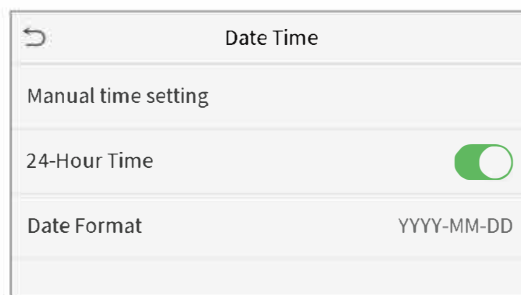 Date Time
Manual time setting
24-Hour Time
Date Format YYYY-MM-DD